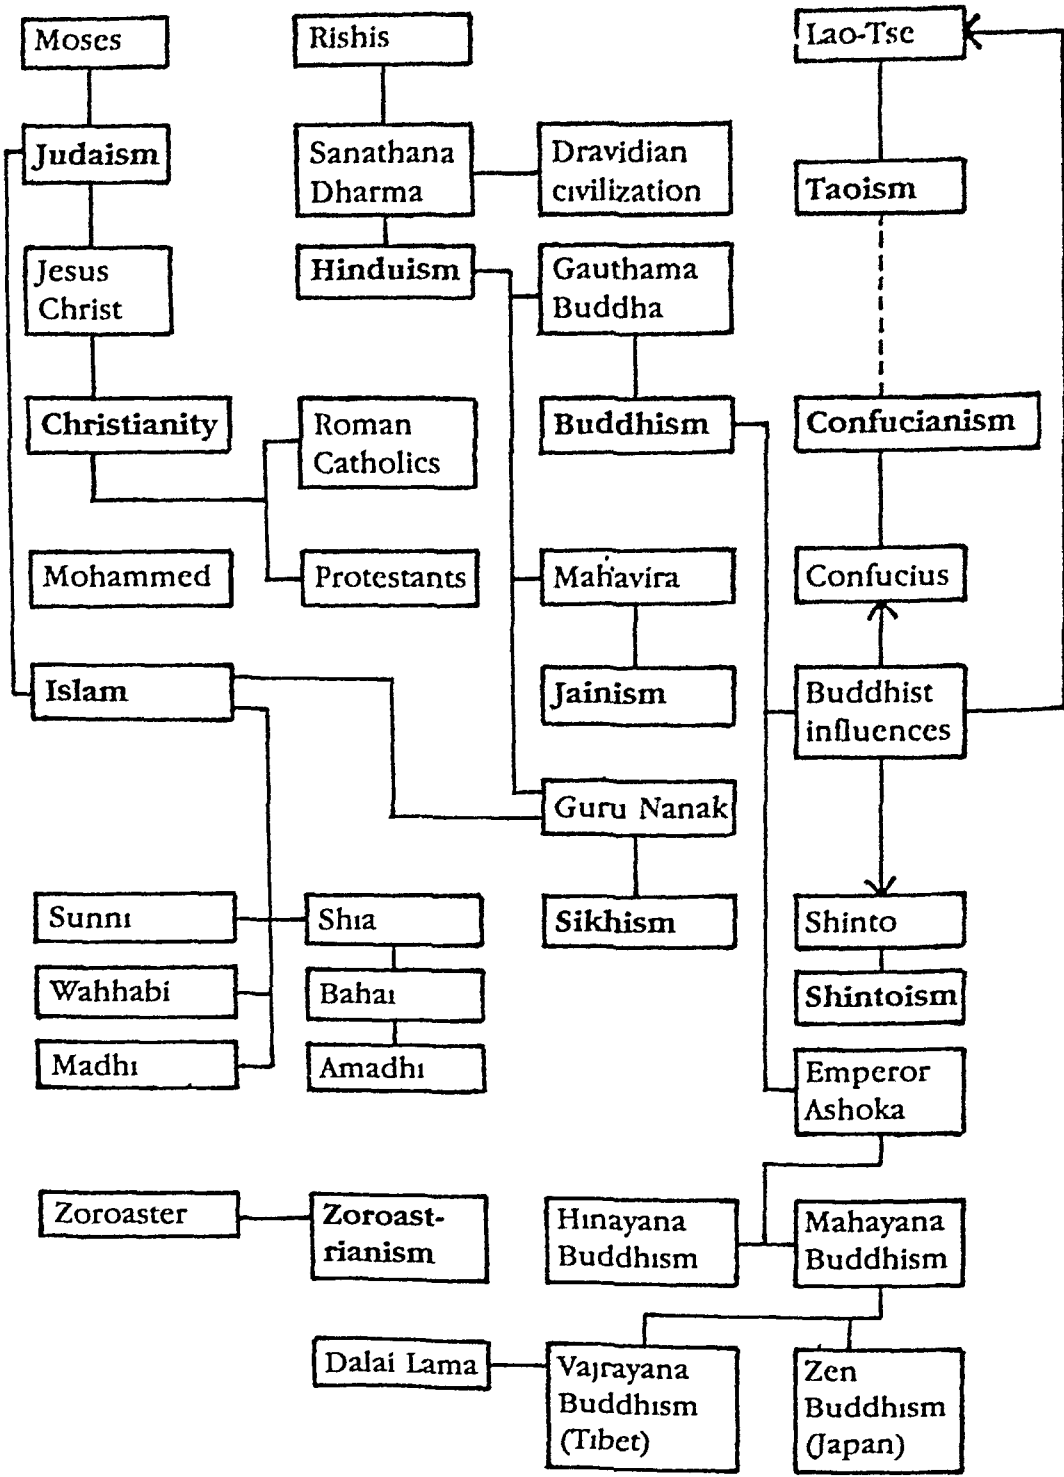 Moses
Rishis
Lao-Tse
Judaism
Sanathana
Dharma
Dravidian
civilization
Taoism
Jesus
Christ
Hinduism
Gauthama
Buddha
Christianity
Roman
Catholics
Buddhism
Confucianism
Mohammed
Protestants
Mahavira
Confucius
Islam
Jainism
Buddhist
influences
Guru Nanak
Sunni
Shia
Sikhism
Shinto
Wahhabi
Bahai
Shintoism
Madhi
Amadhi
Emperor
Ashoka
Zoroaster
Zoroast-
rianism
Hinayana
Buddhism
Mahayana
Buddhism
Dalai Lama
Vajrayana
Buddhism
(Tibet)
Zen
Buddhism
(Japan)